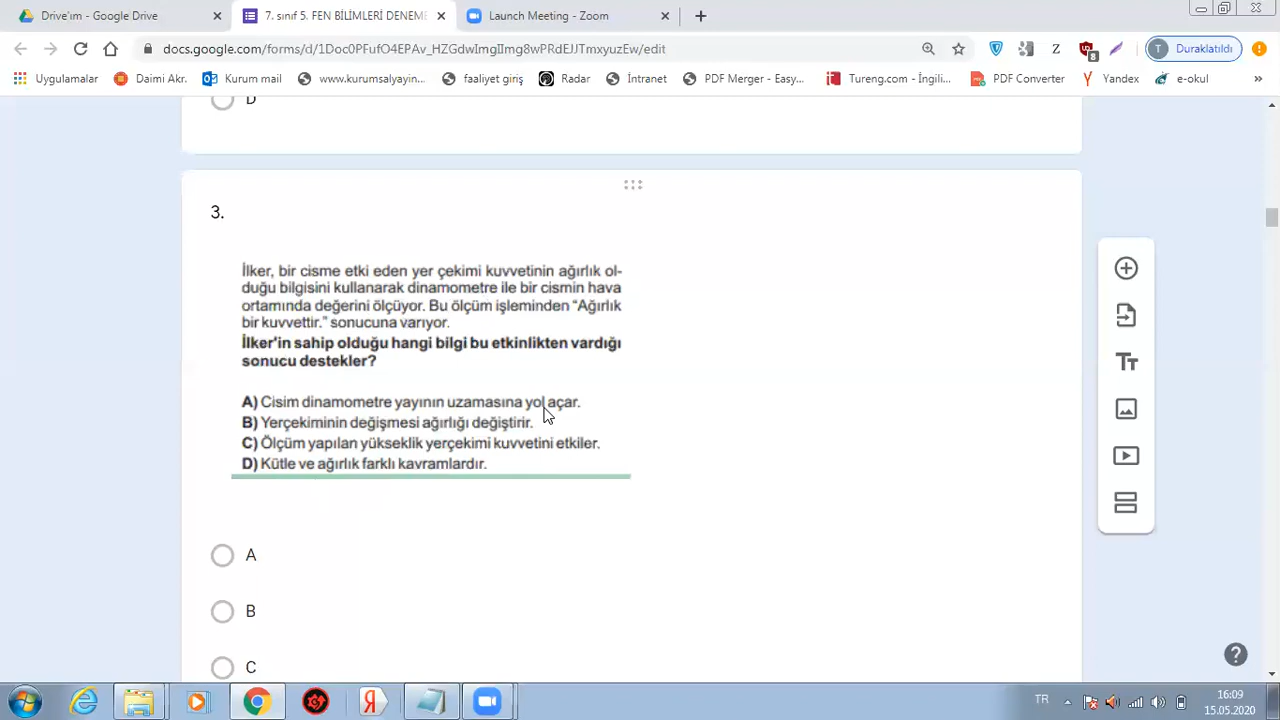 Drive'ım - Google Drive
7. sınıf 5. FEN BİLİMLERİ DENEME
Launch Meeting - Zoom
docs.google.com/forms/d/1Doc0PFufO4EPAv_HZGdwImgIImg8wPRdEJJTmxyuzEw/edit
Z
8
T
Duraklatıldı
Uygulamalar
Daimi Akr.
Kurum mail
www.kurumsalyayin...
faaliyet giriş
Radar
İntranet
PDF Merger - Easy...
Tureng.com - İngili...
PDF Converter
Yandex
e-okul
»
D
3.
İlker, bir cisme etki eden yer çekimi kuvvetinin ağırlık ol-
duğu bilgisini kullanarak dinamometre ile bir cismin hava
ortamında değerini ölçüyor. Bu ölçüm işleminden “Ağırlık
bir kuvvettir.” sonucuna varıyor.
İlker'in sahip olduğu hangi bilgi bu etkinlikten vardığı
sonucu destekler?
A) Cisim dinamometre yayının uzamasına yol açar.
B) Yerçekiminin değişmesi ağırlığı değiştirir.
C) Ölçüm yapılan yükseklik yerçekimi kuvvetini etkiler.
D) Kütle ve ağırlık farklı kavramlardır.
A
B
C
Tт
?
TR
16:09
15.05.2020